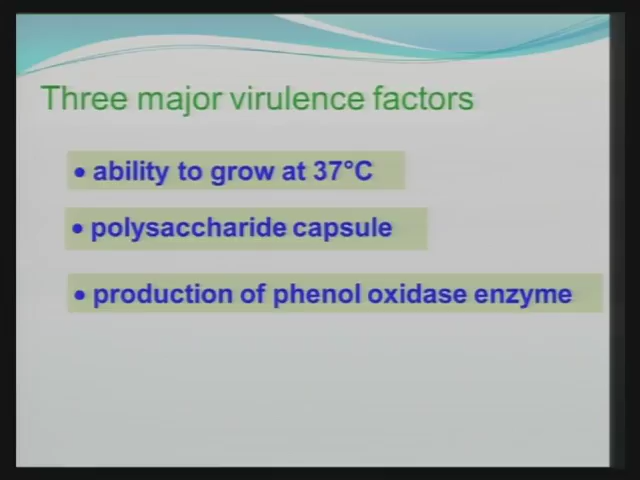 Three major virulence factors
• ability to grow at 37°C
• polysaccharide capsule
• production of phenol oxidase enzyme